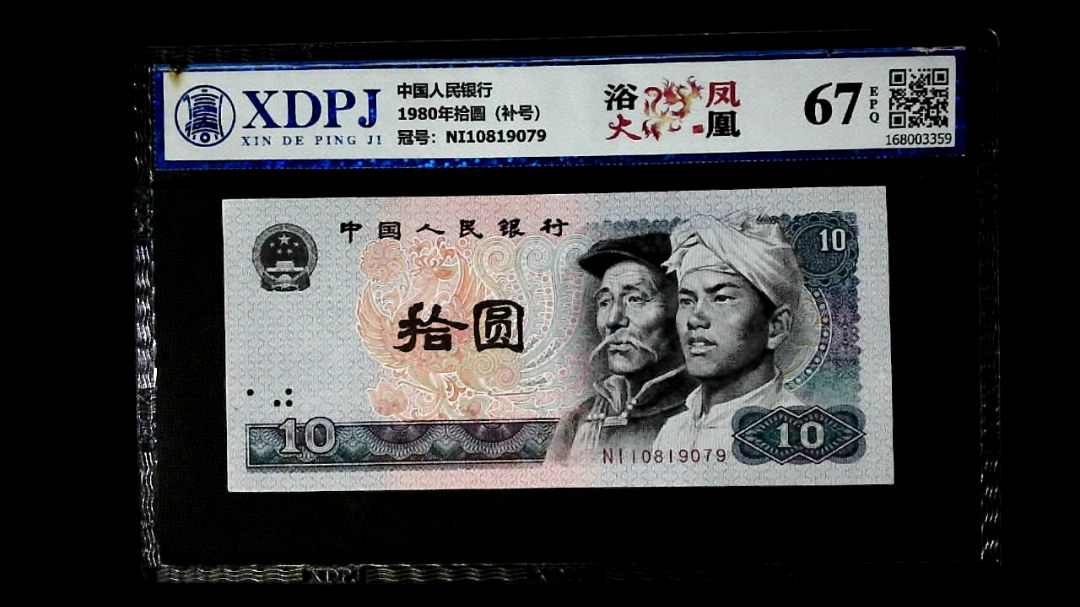 XDPJ
XIN DE PING JI
中国人民银行
1980年拾圆（补号）
冠号：NI10819079
浴火凤凰
67
EPQ
168003359
中国人民银行
10
拾圆
10
NI10819079
10
XDPJ